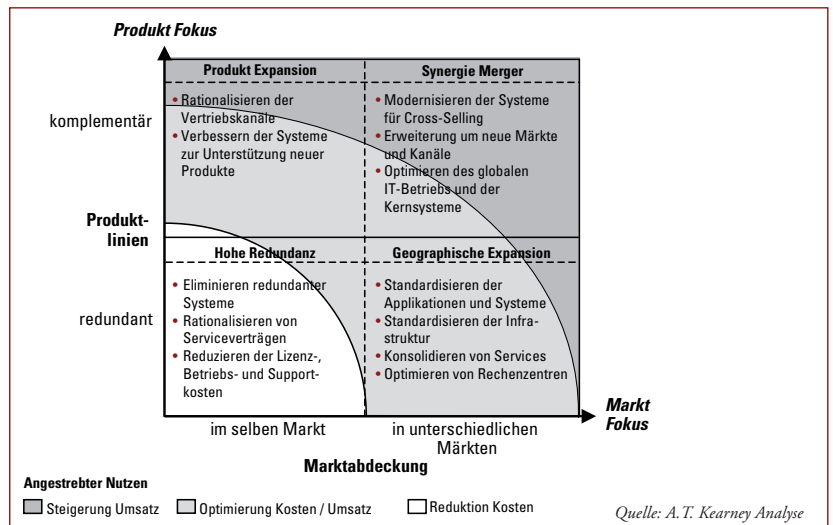 Produkt Fokus
Produkt Expansion
Synergie Merger
komplementär
• Rationalisieren der
Vertriebskanäle
• Verbessern der Systeme
zur Unterstützung neuer
Produkte
• Modernisieren der Systeme
für Cross-Selling
• Erweiterung um neue Märkte
und Kanäle
• Optimieren des globalen
IT-Betriebs und der
Kernsysteme
Produkt-
linien
Hohe Redundanz
Geographische Expansion
redundant
• Eliminieren redundanter
Systeme
• Rationalisieren von
Serviceverträgen
• Reduzieren der Lizenz-,
Betriebs- und Support-
kosten
• Standardisieren der
Applikationen und Systeme
• Standardisieren der Infra-
struktur
• Konsolidieren von Services
• Optimieren von Rechenzentren
Markt
Fokus
im selben Markt
in unterschiedlichen
Märkten
Marktabdeckung
Angestrebter Nutzen
Steigerung Umsatz
Optimierung Kosten / Umsatz
Reduktion Kosten
Quelle: A.T. Kearney Analyse